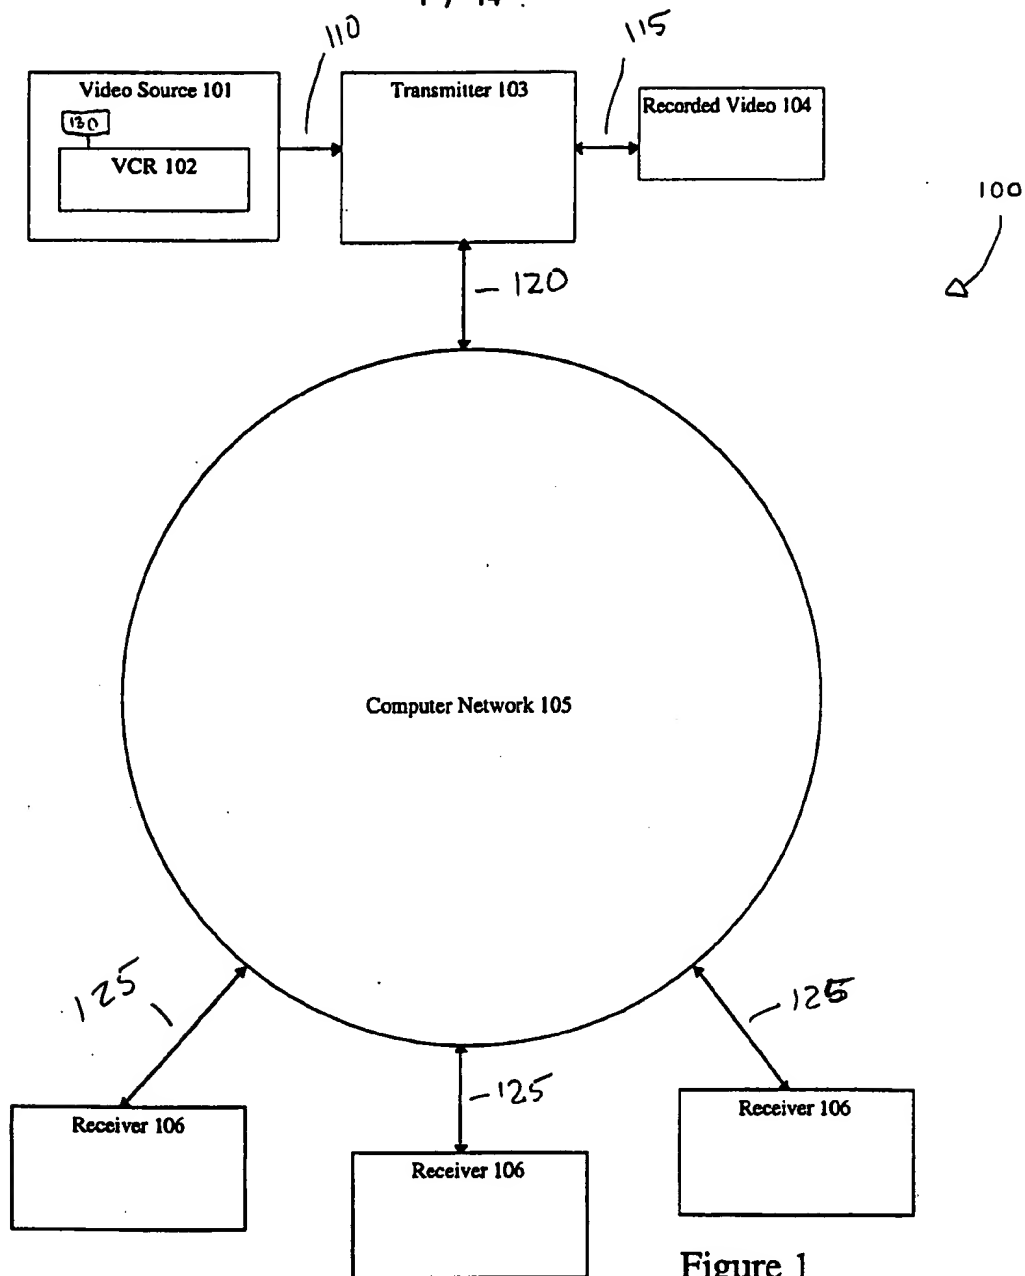 110
115
Video Source 101
Transmitter 103
Recorded Video 104
130
VCR 102
100
120
Computer Network 105
125
125
125
Receiver 106
Receiver 106
Receiver 106
Figure 1